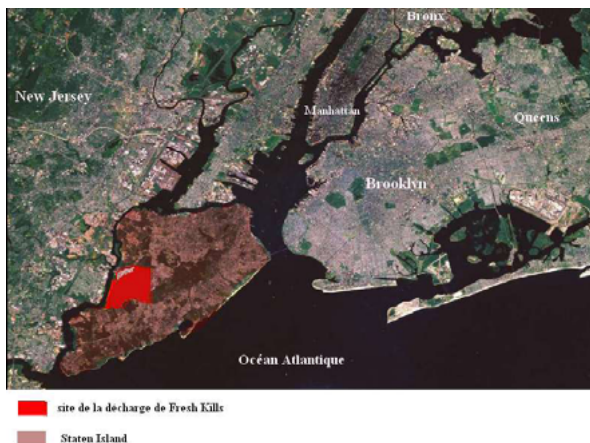 Bronx
New Jersey
Manhattan
Queens
Brooklyn
Océan Atlantique
site de la décharge de Fresh Kills
Staten Island